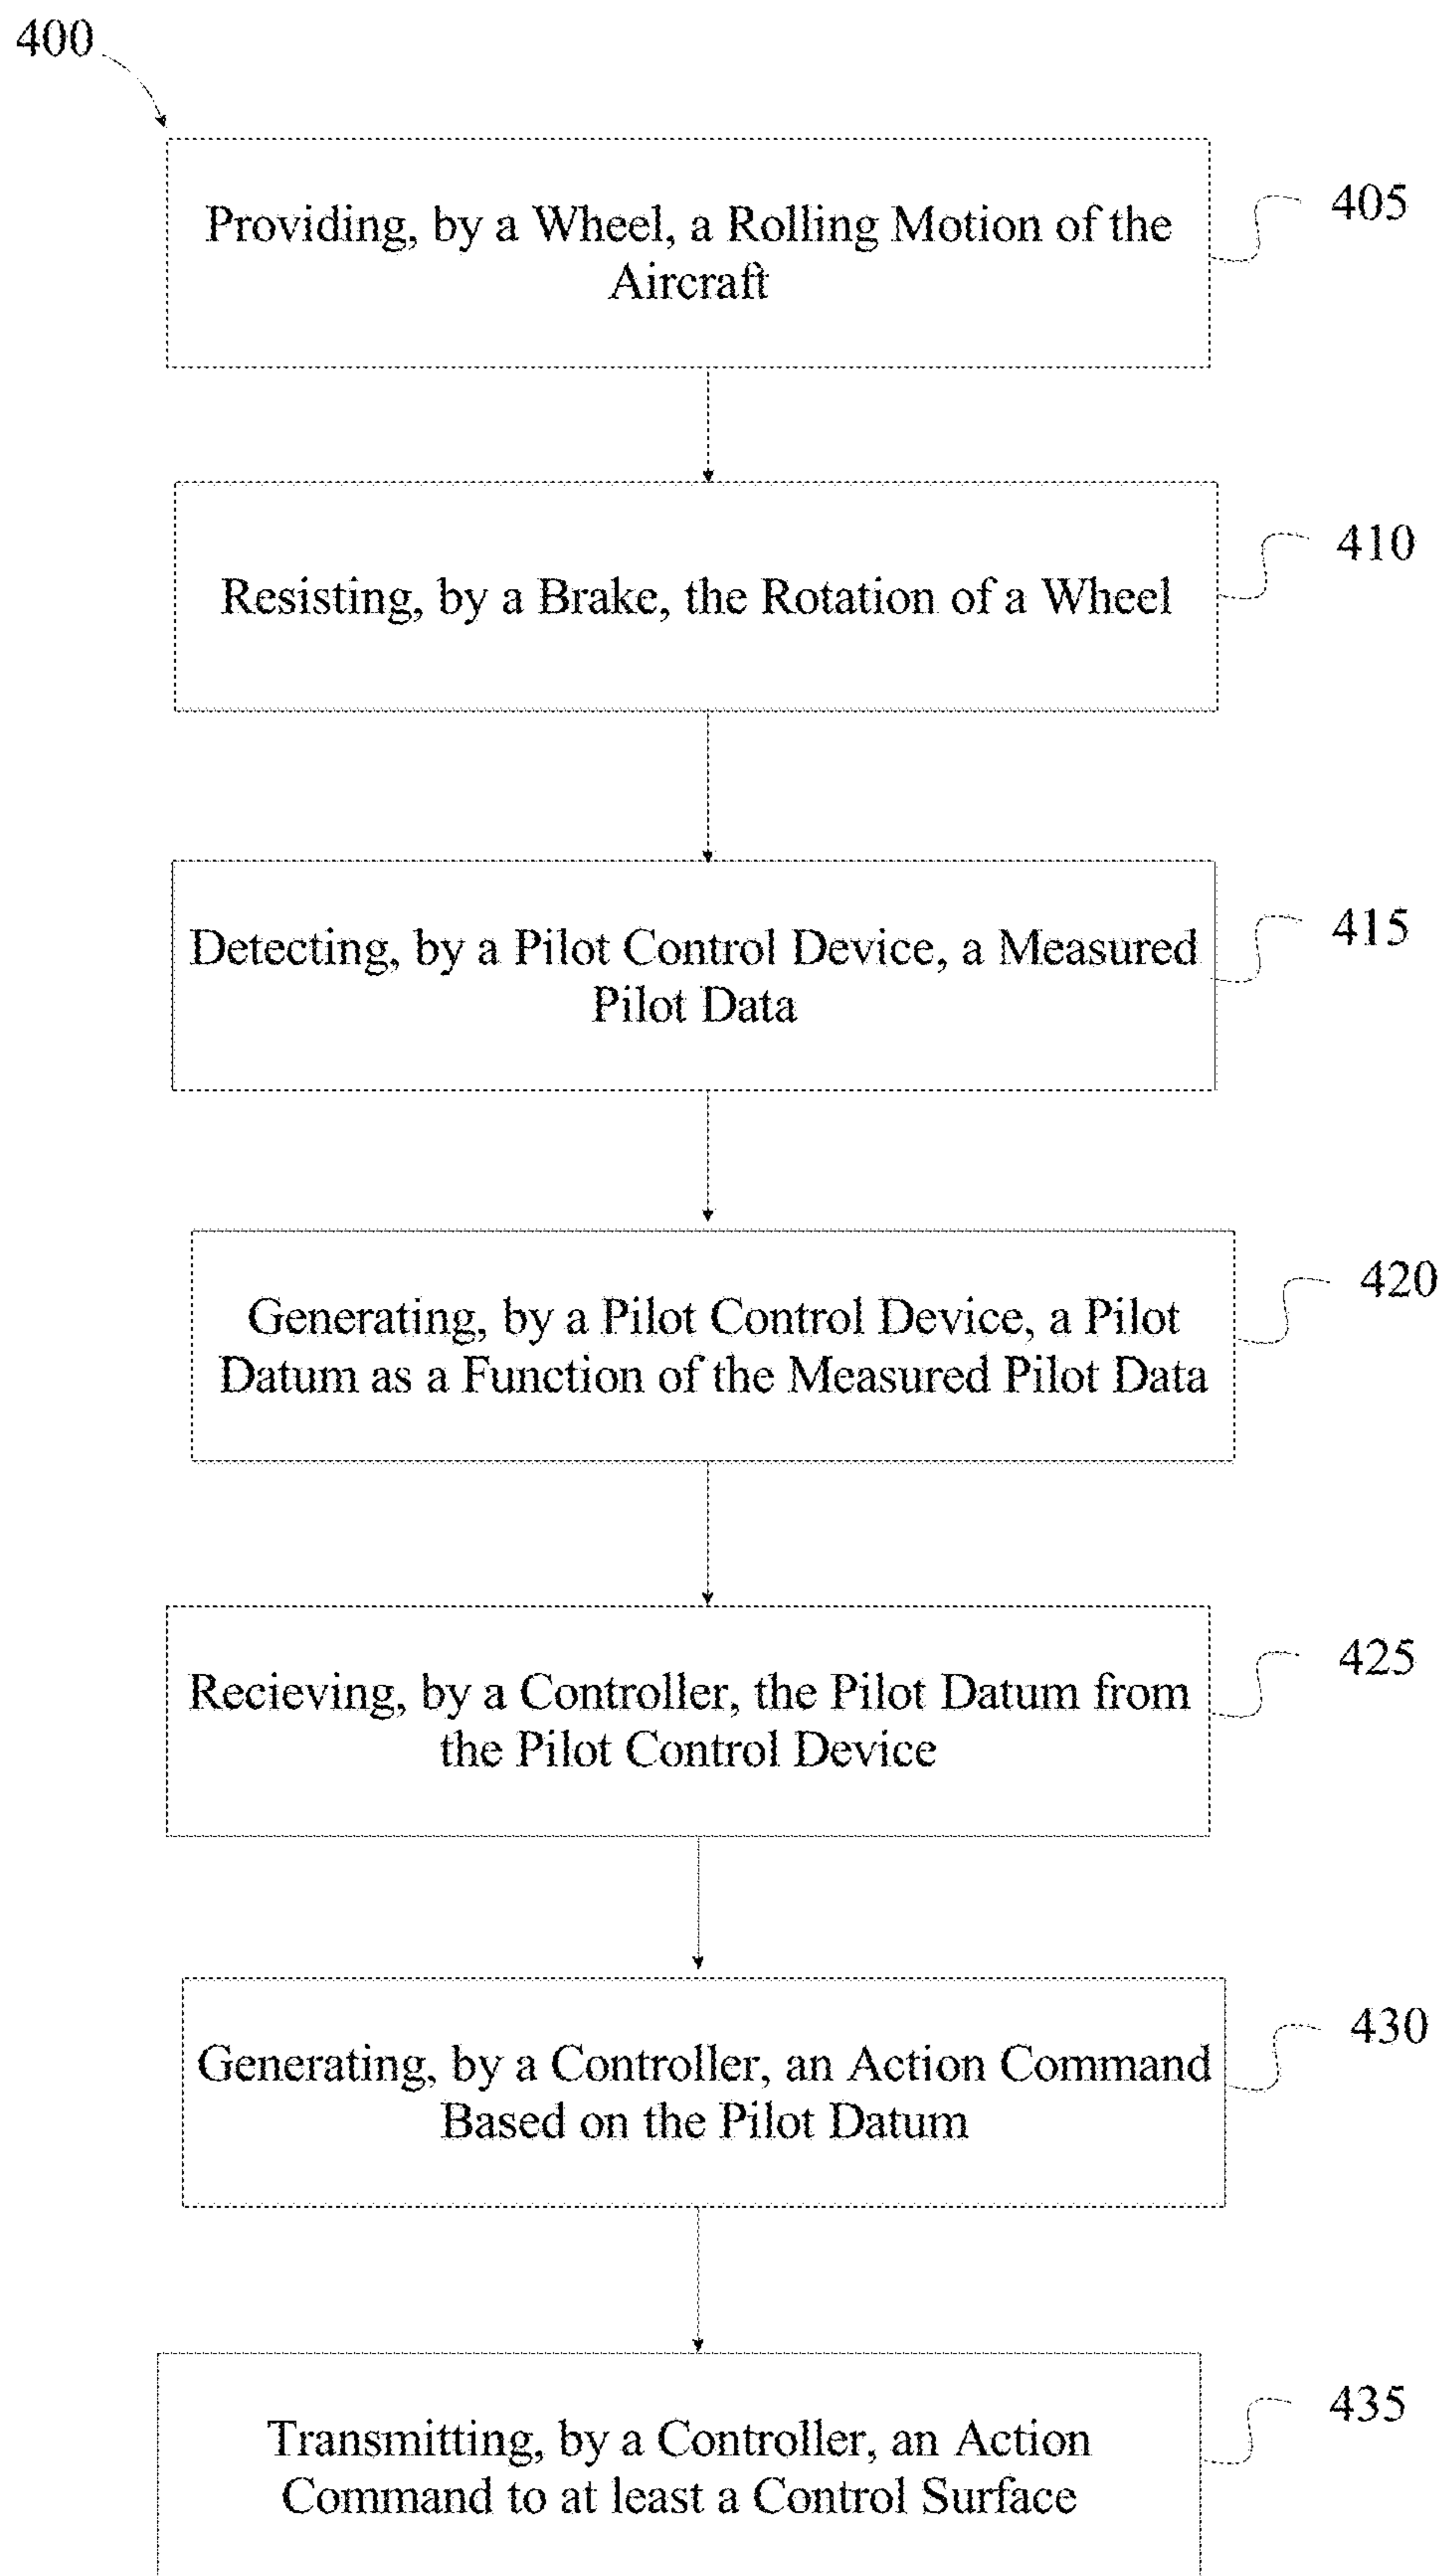 400
Providing, by a Wheel, a Rolling Motion of the
Aircraft
405
Resisting, by a Brake, the Rotation of a Wheel
410
Detecting, by a Pilot Control Device, a Measured
Pilot Data
415
Generating, by a Pilot Control Device, a Pilot
Datum as a Function of the Measured Pilot Data
420
Recieving, by a Controller, the Pilot Datum from
the Pilot Control Device
425
Generating, by a Controller, an Action Command
Based on the Pilot Datum
430
Transmitting, by a Controller, an Action
Command to at least a Control Surface
435